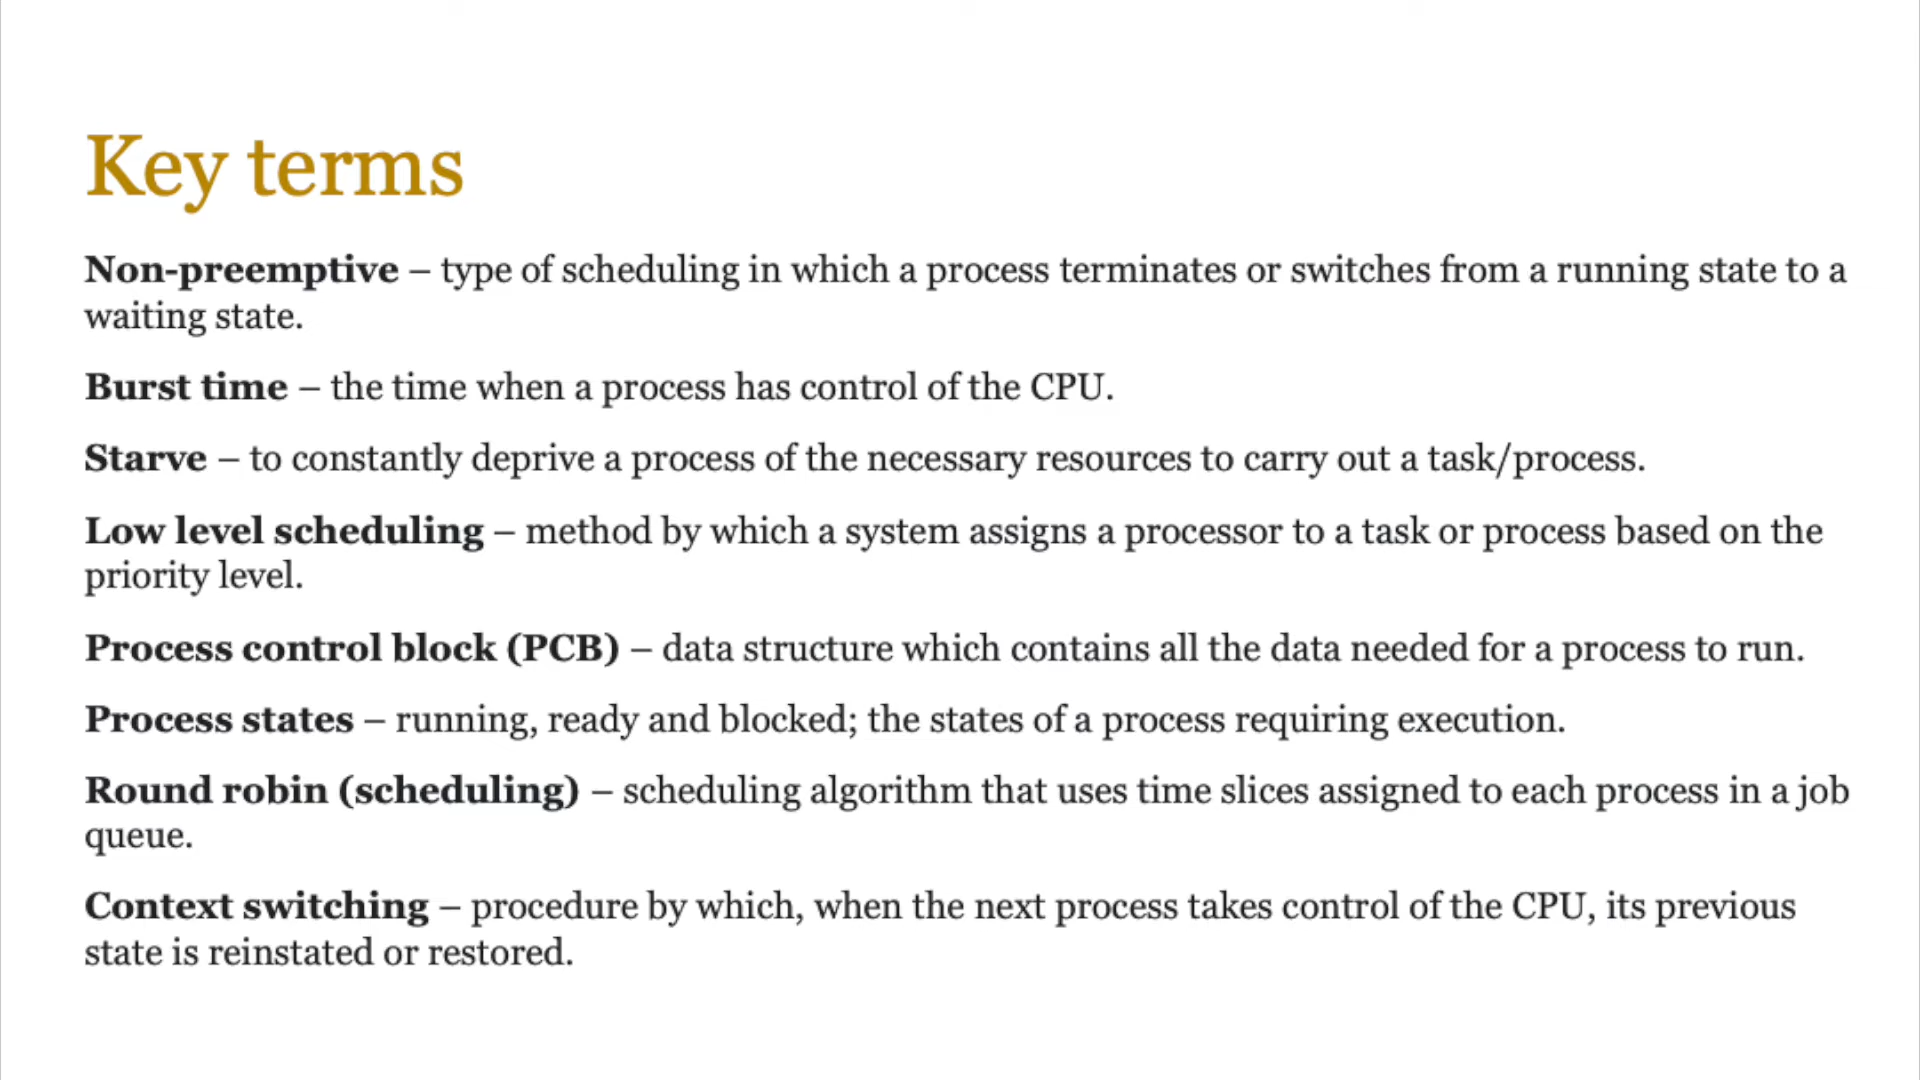 Key terms
Non-preemptive – type of scheduling in which a process terminates or switches from a running state to a
waiting state.
Burst time – the time when a process has control of the CPU.
Starve – to constantly deprive a process of the necessary resources to carry out a task/process.
Low level scheduling – method by which a system assigns a processor to a task or process based on the
priority level.
Process control block (PCB) – data structure which contains all the data needed for a process to run.
Process states – running, ready and blocked; the states of a process requiring execution.
Round robin (scheduling) – scheduling algorithm that uses time slices assigned to each process in a job
queue.
Context switching – procedure by which, when the next process takes control of the CPU, its previous
state is reinstated or restored.